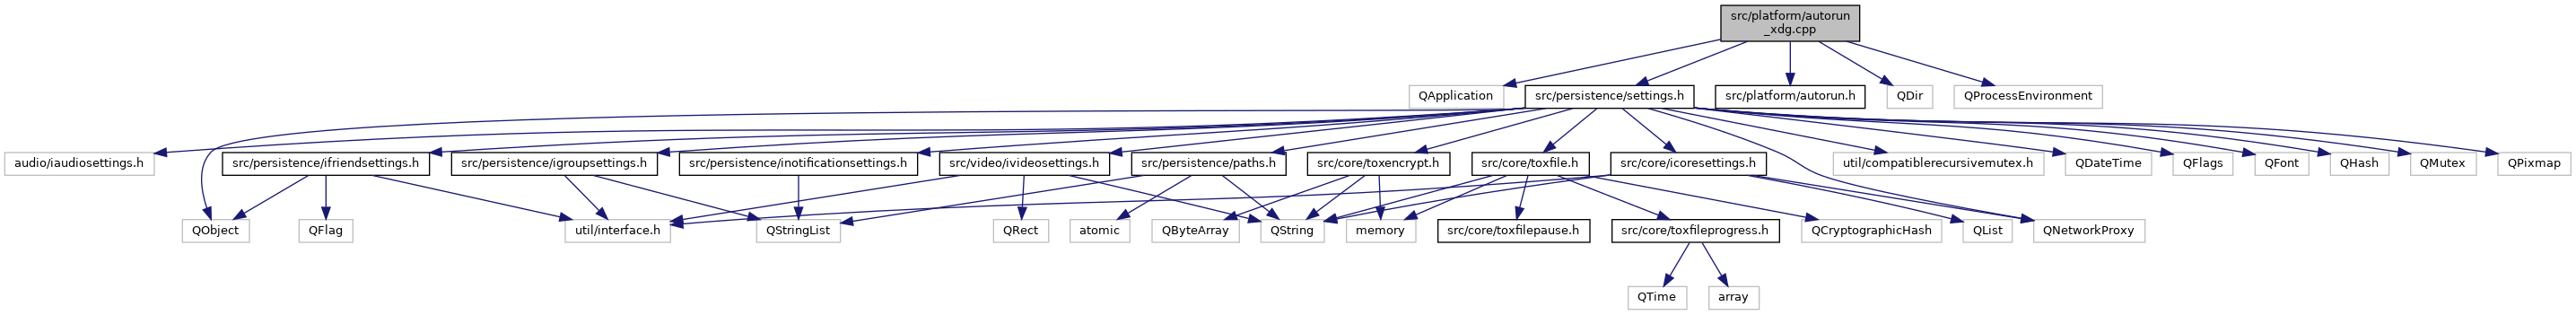 src/platform/autorun
_xdg.cpp
QApplication
src/persistence/settings.h
src/platform/autorun.h
QDir
QProcessEnvironment
audio/iaudiosettings.h
src/persistence/ifriendsettings.h
src/persistence/igroupsettings.h
src/persistence/inotificationsettings.h
src/video/ivideosettings.h
src/persistence/paths.h
src/core/toxencrypt.h
src/core/toxfile.h
src/core/icoresettings.h
util/compatiblerecursivemutex.h
QDateTime
QFlags
QFont
QHash
QMutex
QPixmap
QObject
QFlag
util/interface.h
QStringList
QRect
atomic
QByteArray
QString
memory
src/core/toxfilepause.h
src/core/toxfileprogress.h
QCryptographicHash
QList
QNetworkProxy
QTime
array